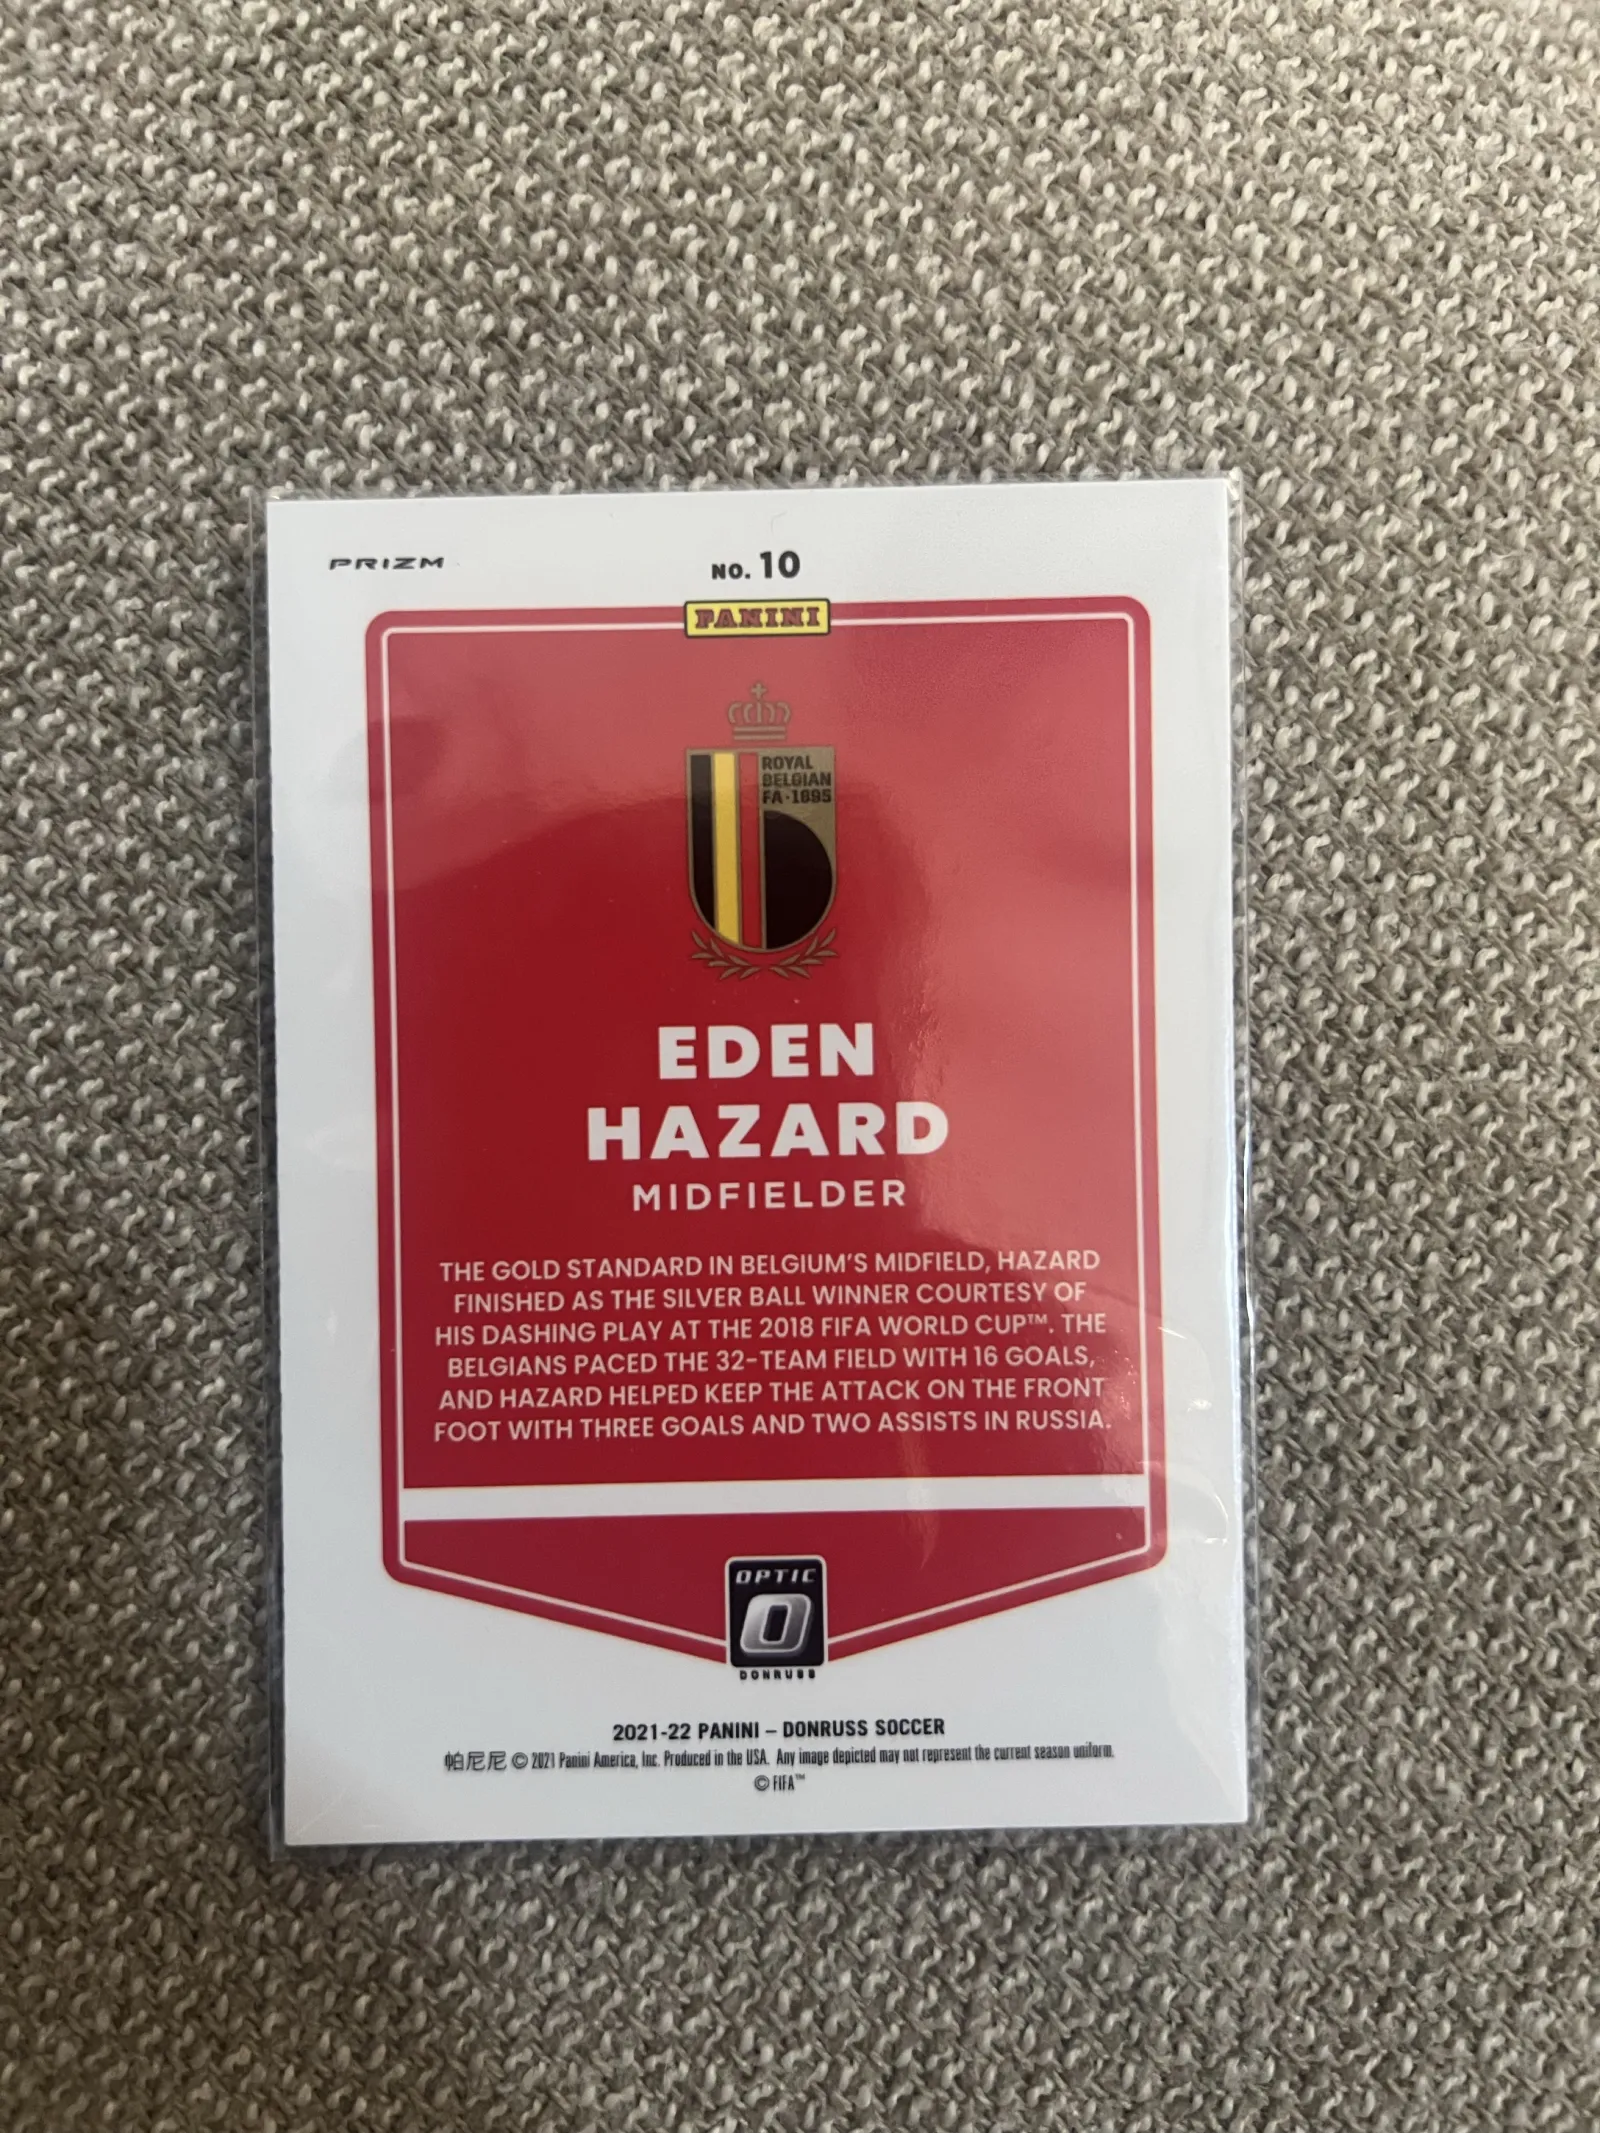 PRIZM
NO. 10
PANINI
ROYAL
BELGIAN
FA·1895
EDEN
HAZARD
MIDFIELDER
THE GOLD STANDARD IN BELGIUM'S MIDFIELD, HAZARD
FINISHED AS THE SILVER BALL WINNER COURTESY OF
HIS DASHING PLAY AT THE 2018 FIFA WORLD CUP™. THE
BELGIANS PACED THE 32-TEAM FIELD WITH 16 GOALS,
AND HAZARD HELPED KEEP THE ATTACK ON THE FRONT
FOOT WITH THREE GOALS AND TWO ASSISTS IN RUSSIA.
OPTIC
O
DONRUSS
2021-22 PANINI – DONRUSS SOCCER
帕尼尼 © 2021 Panini America, Inc. Produced in the USA. Any image depicted may not represent the current season uniform.
© FIFA™